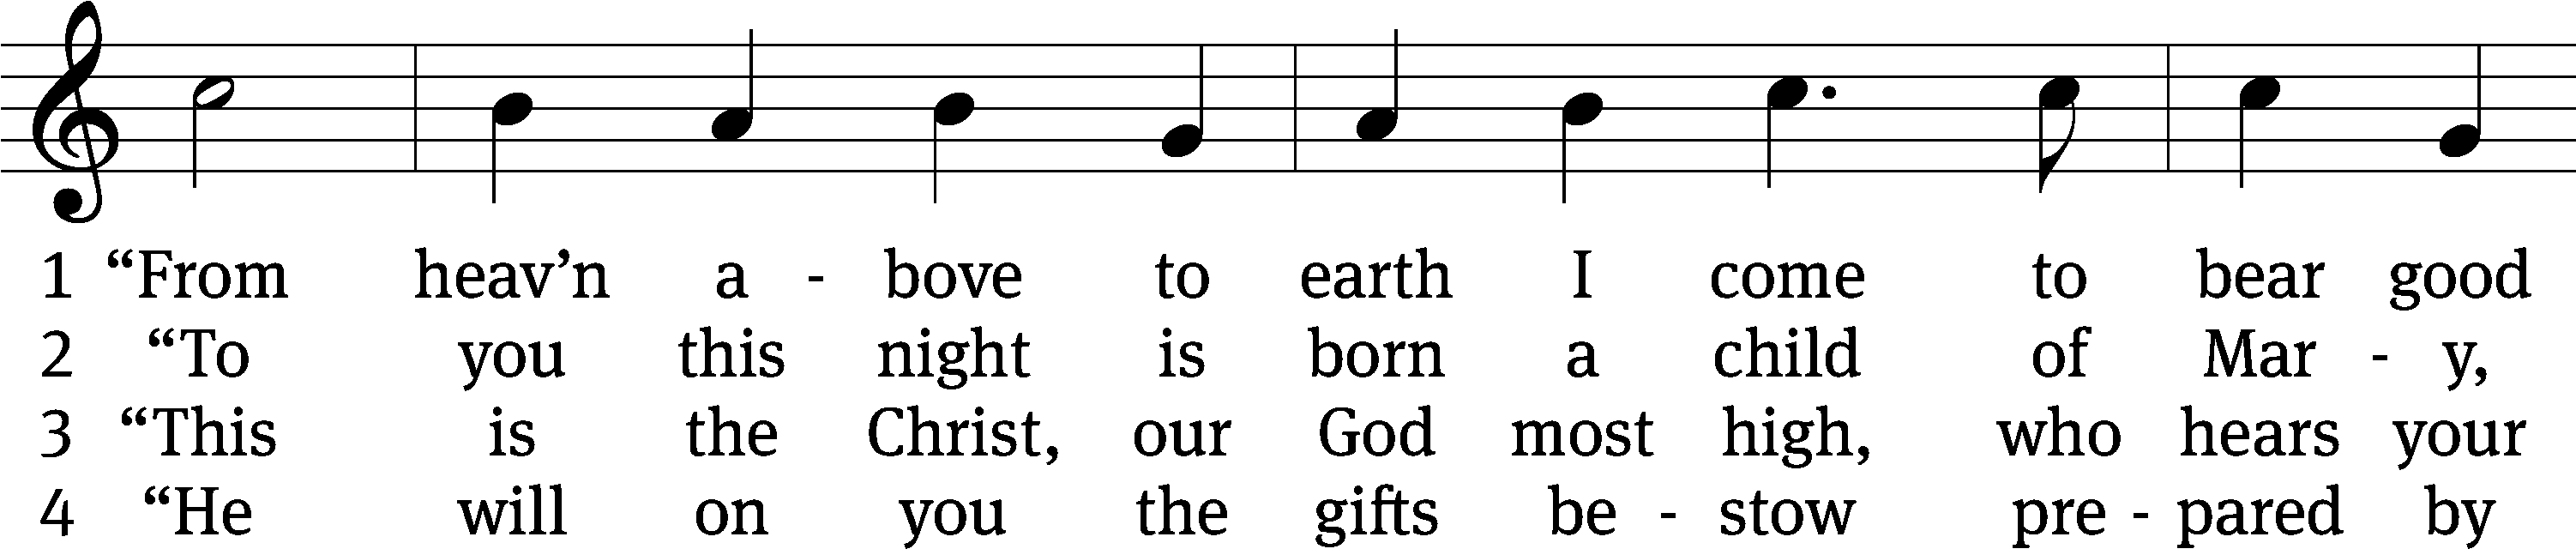 1 “From heav’n a - bove to earth I come to bear good
2 “To you this night is born a child of Mar - y,
3 “This is the Christ, our God most high, who hears your
4 “He will on you the gifts be - stow pre - pared by